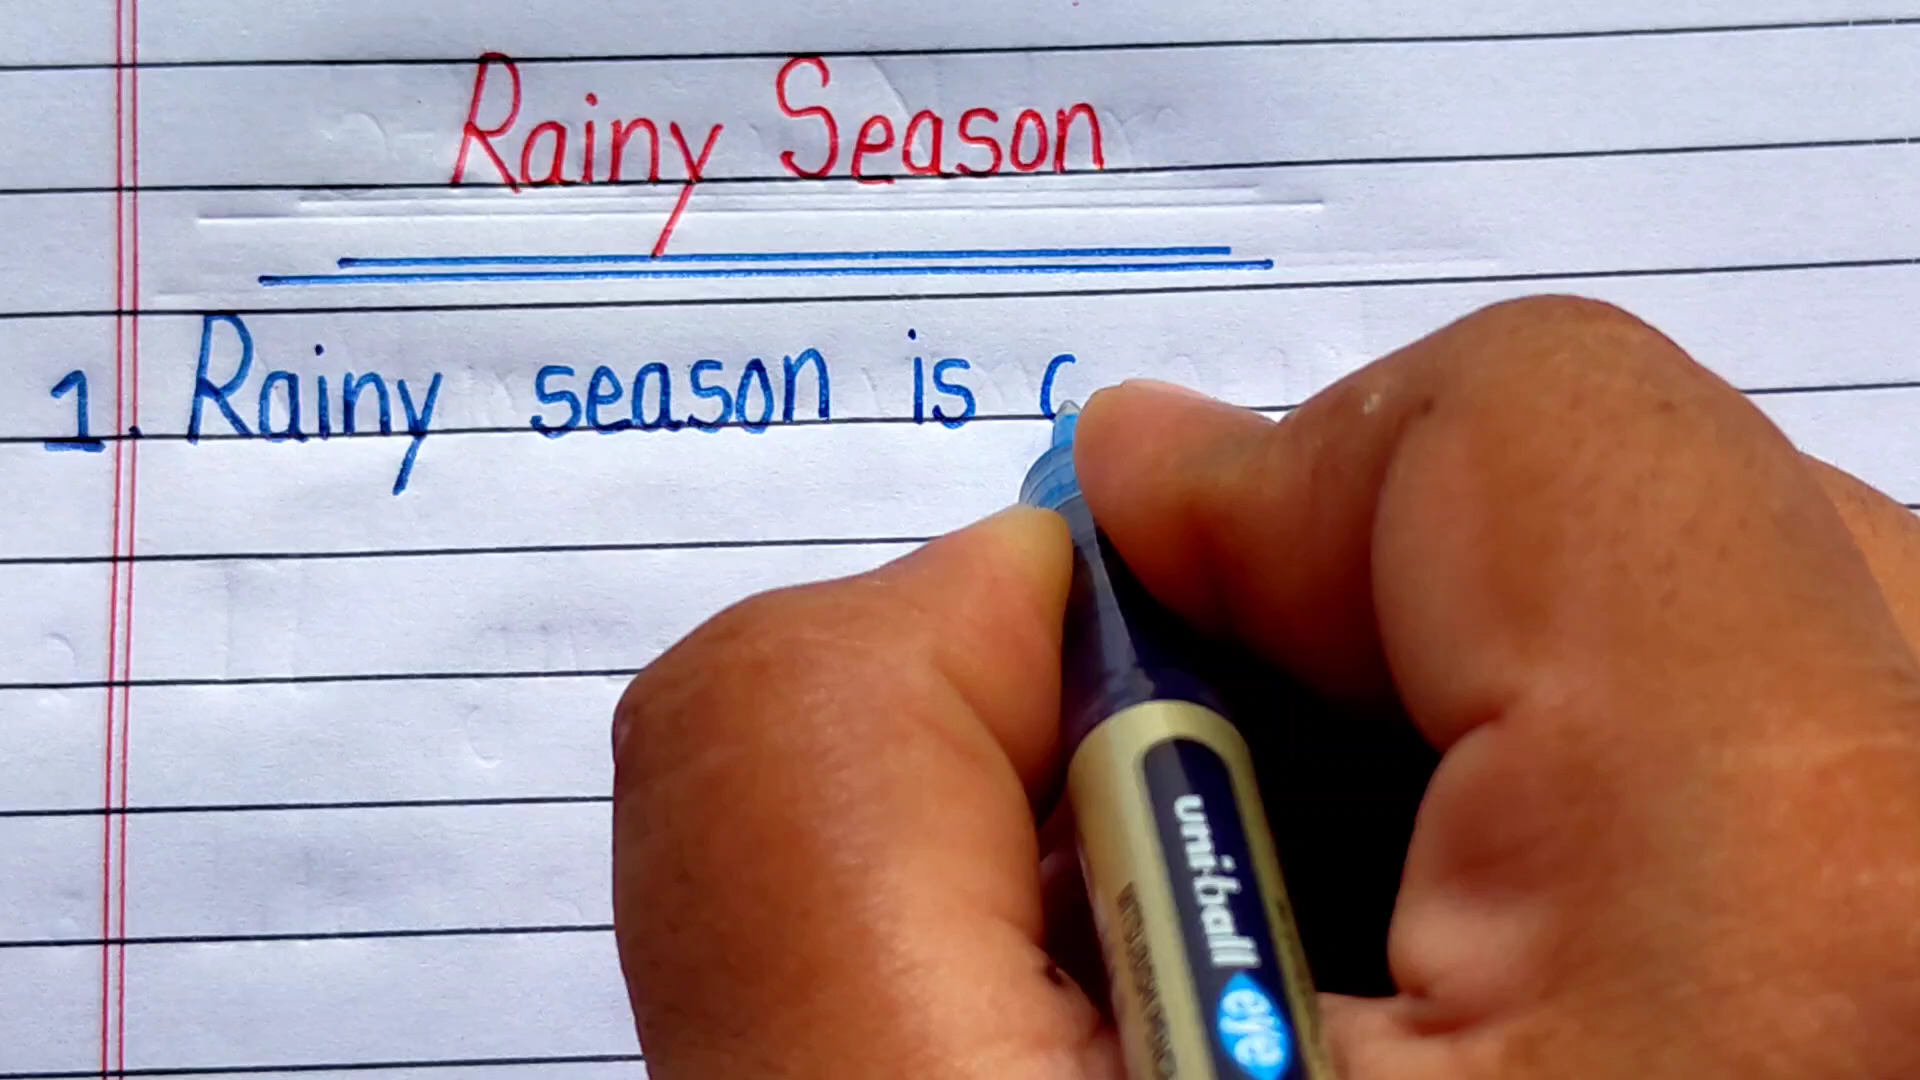 Rainy Season
1. Rainy season is
uni-ball
eye